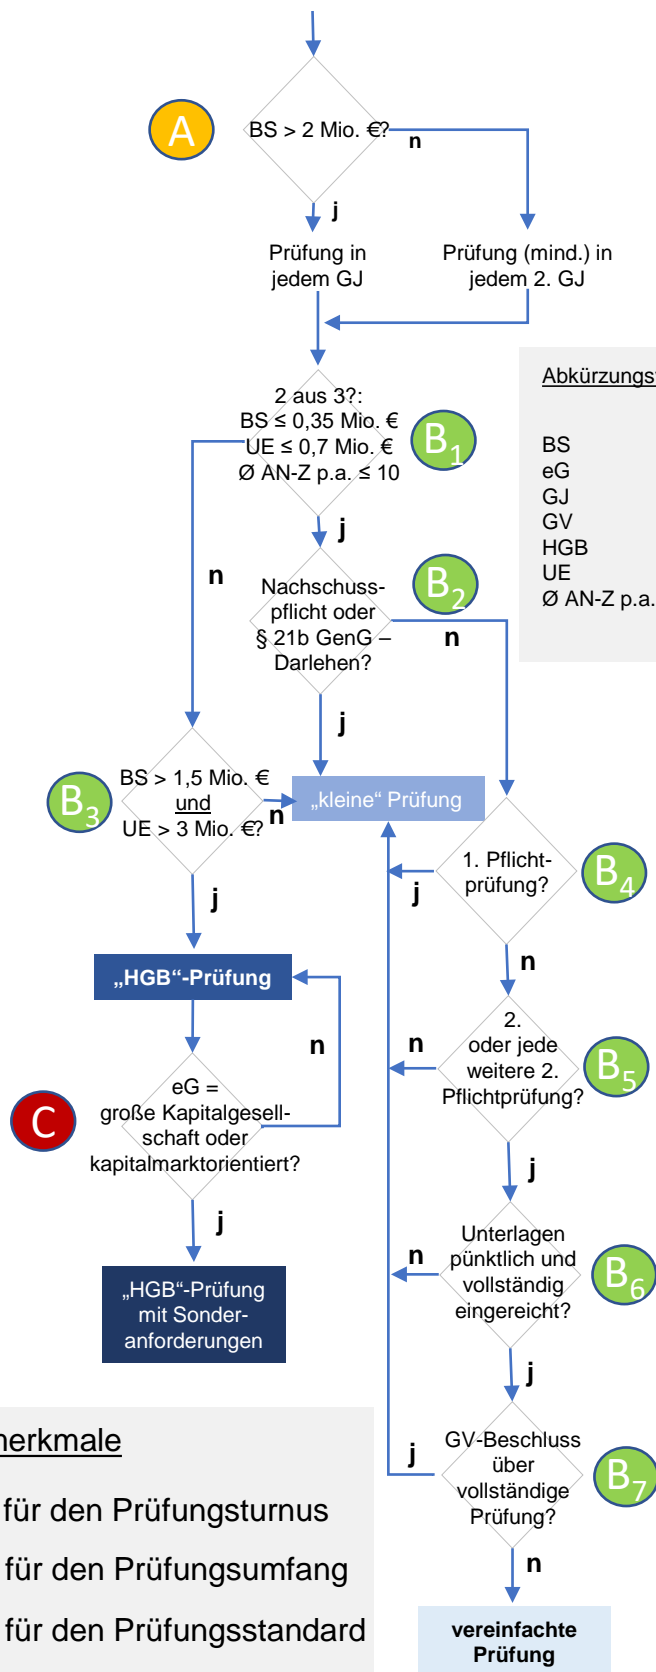 A
BS > 2 Mio. €?
n
j
Prüfung in
jedem GJ
Prüfung (mind.) in
jedem 2. GJ
2 aus 3?:
BS ≤ 0,35 Mio. €
UE ≤ 0,7 Mio. €
Ø AN-Z p.a. ≤ 10
B1
j
n
Abkürzungs
BS
eG
GJ
GV
HGB
UE
Ø AN-Z p.a.
Nachschuss-
pflicht oder
§ 21b GenG –
Darlehen?
B2
n
j
BS > 1,5 Mio. €
und
UE > 3 Mio. €?
B3
n
j
„kleine“ Prüfung
1. Pflicht-
prüfung?
B4
j
n
„HGB“-Prüfung
n
2.
oder jede
weitere 2.
Pflichtprüfung?
B5
n
j
eG =
große Kapitalgesell-
schaft oder
kapitalmarktorientiert?
C
j
Unterlagen
pünktlich und
vollständig
eingereicht?
B6
n
j
„HGB“-Prüfung
mit Sonder-
anforderungen
GV-Beschluss
über
vollständige
Prüfung?
B7
j
n
vereinfachte
Prüfung
merkmale
für den Prüfungsturnus
für den Prüfungsumfang
für den Prüfungsstandard